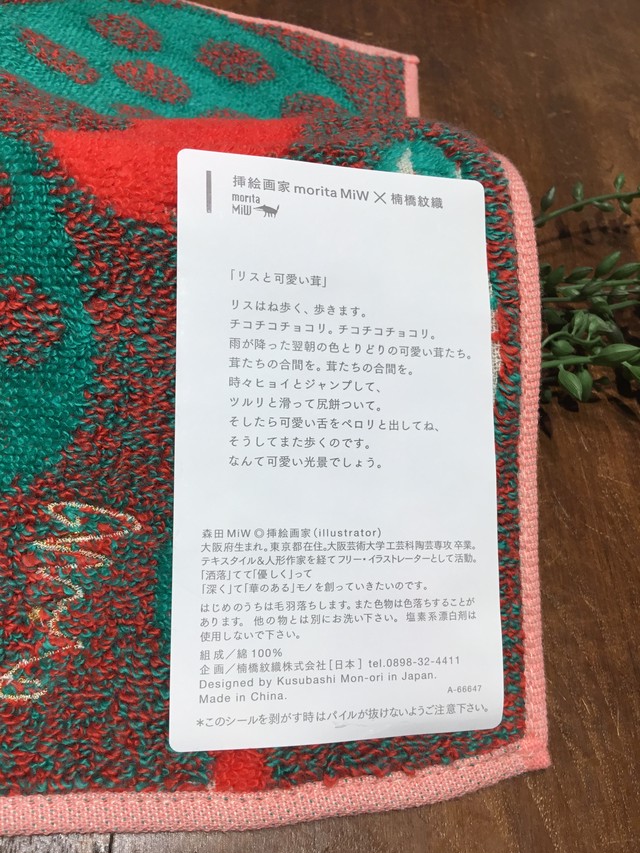 挿絵画家 morita MiW × 楠橋紋織
morita
MiW
「リスと可愛い茸」
リスはね歩く、歩きます。
チコチコチョコリ。チコチコチョコリ。
雨が降った翌朝の色とりどりの可愛い茸たち。
茸たちの合間を。茸たちの合間を。
時々ヒョイとジャンプして、
ツルリと滑って尻餅ついて。
そしたら可愛い舌をペロリと出してね、
そうしてまた歩くのです。
なんて可愛い光景でしょう。
森田MiW◎挿絵画家(illustrator)
大阪府生まれ。東京都在住。大阪芸術大学工芸科陶芸専攻 卒業。
テキスタイル&人形作家を経てフリー・イラストレーターとして活動。
「洒落」てて「優しく」って
「深く」て「華のある」モノを創っていきたいのです。
はじめのうちは毛羽落ちします。また色物は色落ちすることが
あります。 他の物とは別にお洗い下さい。 塩素系漂白剤は
使用しないで下さい。
組成／綿100%
企画／楠橋紋織株式会社[日本] tel.0898-32-4411
Designed by Kusubashi Mon-ori in Japan.
Made in China.
A-66647
＊このシールを剥がす時はパイルが抜けないようご注意下さい。